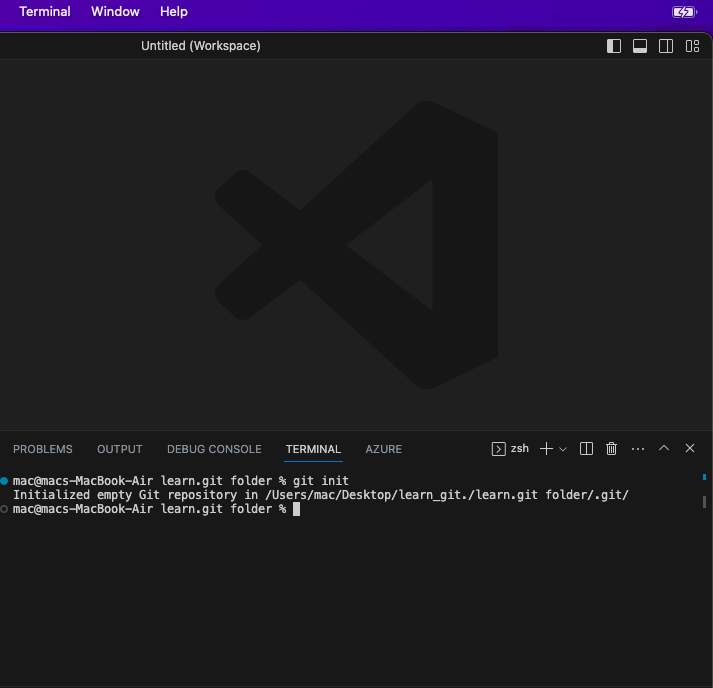 Terminal Window Help
Untitled (Workspace)
PROBLEMS OUTPUT DEBUG CONSOLE TERMINAL AZURE zsh
mac@macs-MacBook-Air learn.git folder % git init
Initialized empty Git repository in /Users/mac/Desktop/learn_git./learn.git folder/.git/
mac@macs-MacBook-Air learn.git folder %